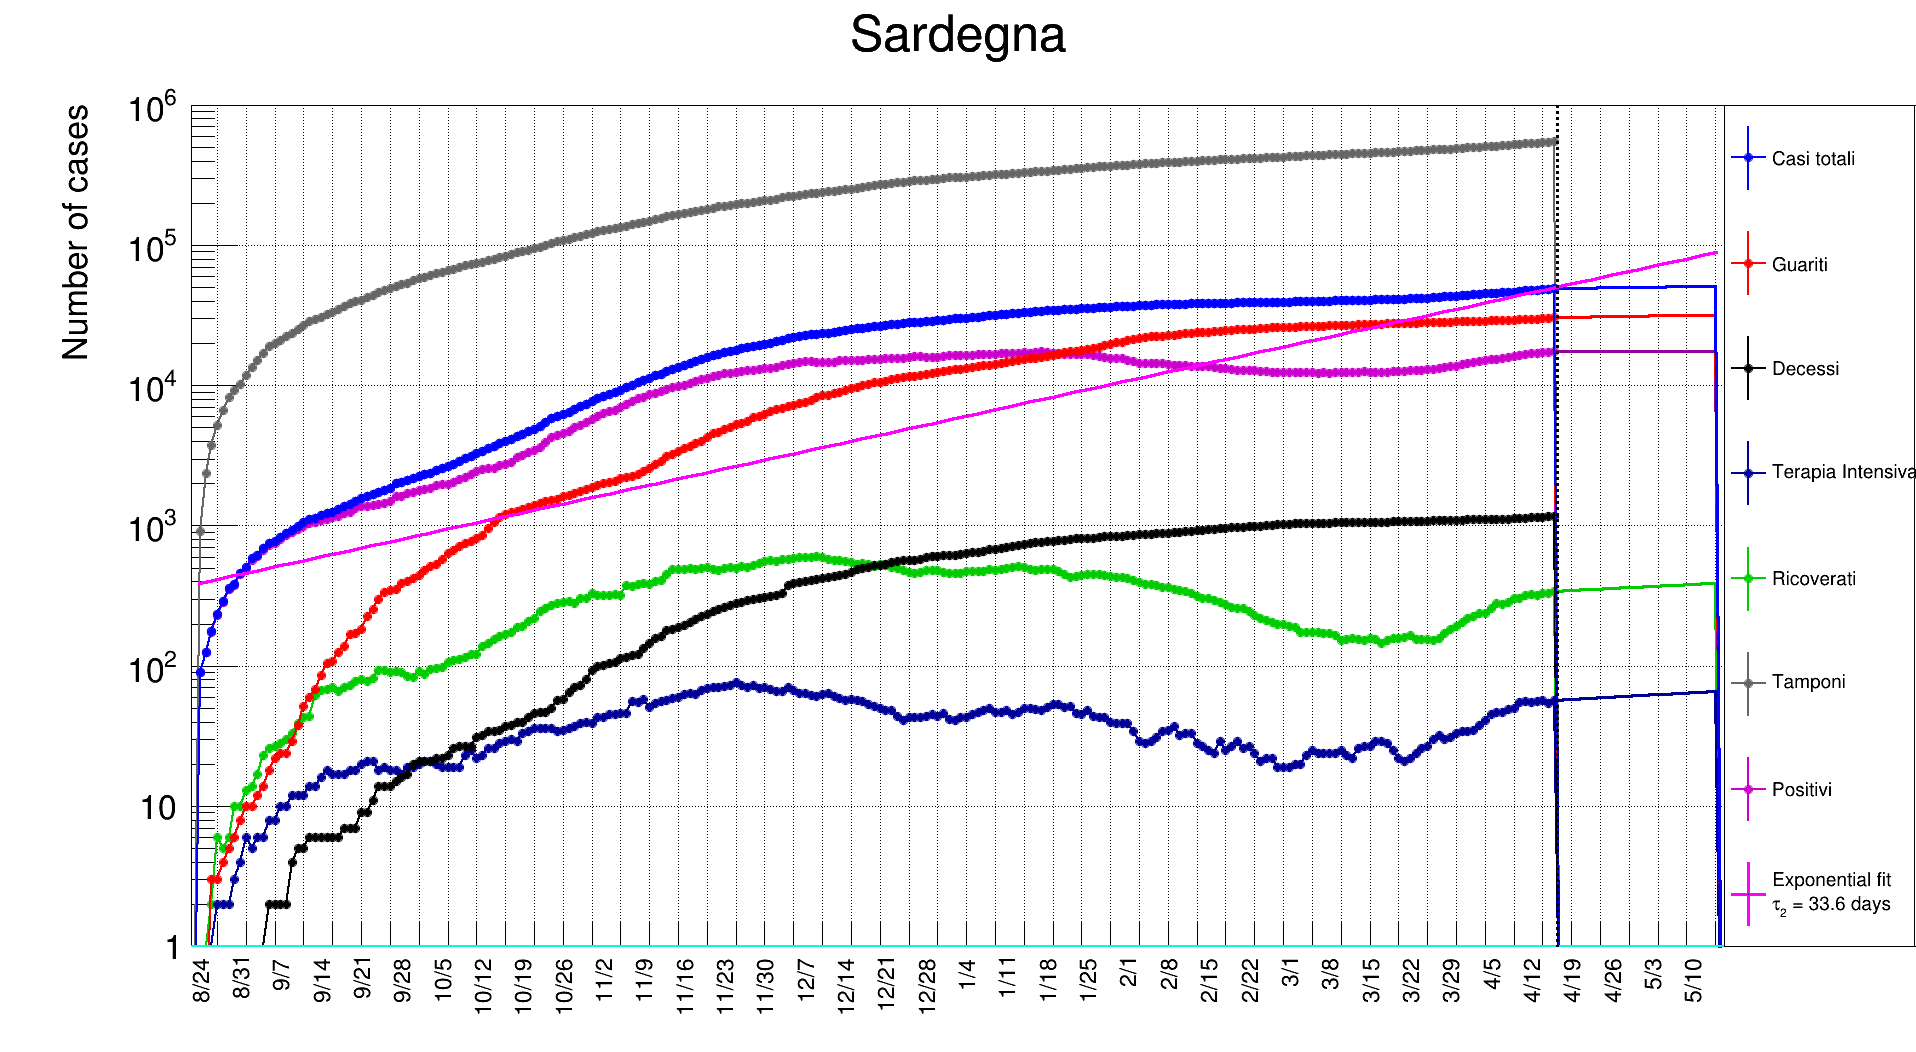 Sardegna
Number of cases
10^6
10^5
10^4
10^3
10^2
10
1
8/24 8/31 9/7 9/14 9/21 9/28 10/5 10/12 10/19 10/26 11/2 11/9 11/16 11/23 11/30 12/7 12/14 12/21 12/28 1/4 1/11 1/18 1/25 2/1 2/8 2/15 2/22 3/1 3/8 3/15 3/22 3/29 4/5 4/12 4/19 4/26 5/3 5/10
Casi totali
Guariti
Decessi
Terapia Intensiva
Ricoverati
Tamponi
Positivi
Exponential fit
τ₂ = 33.6 days